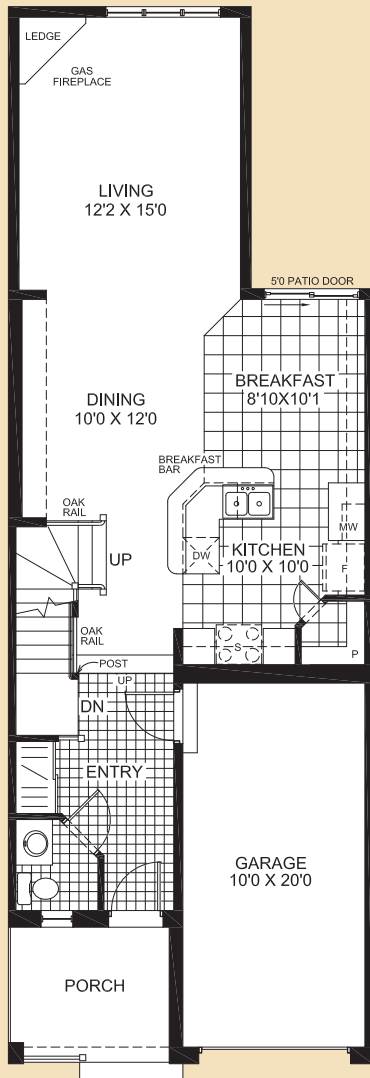 LEDGE
GAS
FIREPLACE
LIVING
12'2 X 15'0
5'0 PATIO DOOR
BREAKFAST
8'10X10'1
DINING
10'0 X 12'0
BREAKFAST
BAR
OAK
RAIL
UP
MW
DW
KITCHEN
10'0 X 10'0
F
OAK
RAIL
S
P
POST
UP
DN
ENTRY
GARAGE
10'0 X 20'0
PORCH